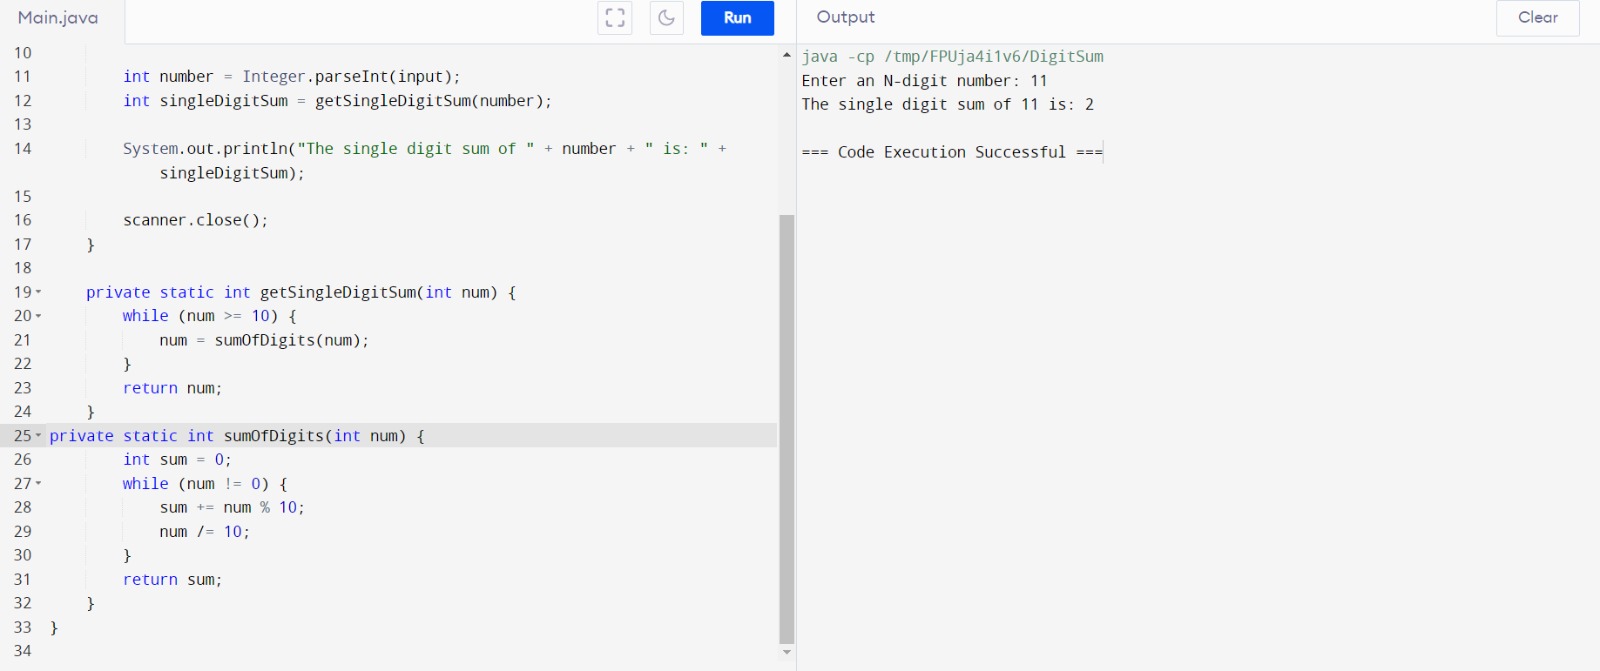 Main.java
Run
10
11 int number = Integer.parseInt(input);
12 int singleDigitSum = getSingleDigitSum(number);
13
14 System.out.println("The single digit sum of " + number + " is: " +
singleDigitSum);
15
16 scanner.close();
17 }
18
19 private static int getSingleDigitSum(int num) {
20 while (num >= 10) {
21 num = sumOfDigits(num);
22 }
23 return num;
24 }
25 private static int sumOfDigits(int num) {
26 int sum = 0;
27 while (num != 0) {
28 sum += num % 10;
29 num /= 10;
30 }
31 return sum;
32 }
33 }
34
Output
Clear
java -cp /tmp/FPUja4i1v6/DigitSum
Enter an N-digit number: 11
The single digit sum of 11 is: 2
=== Code Execution Successful ===